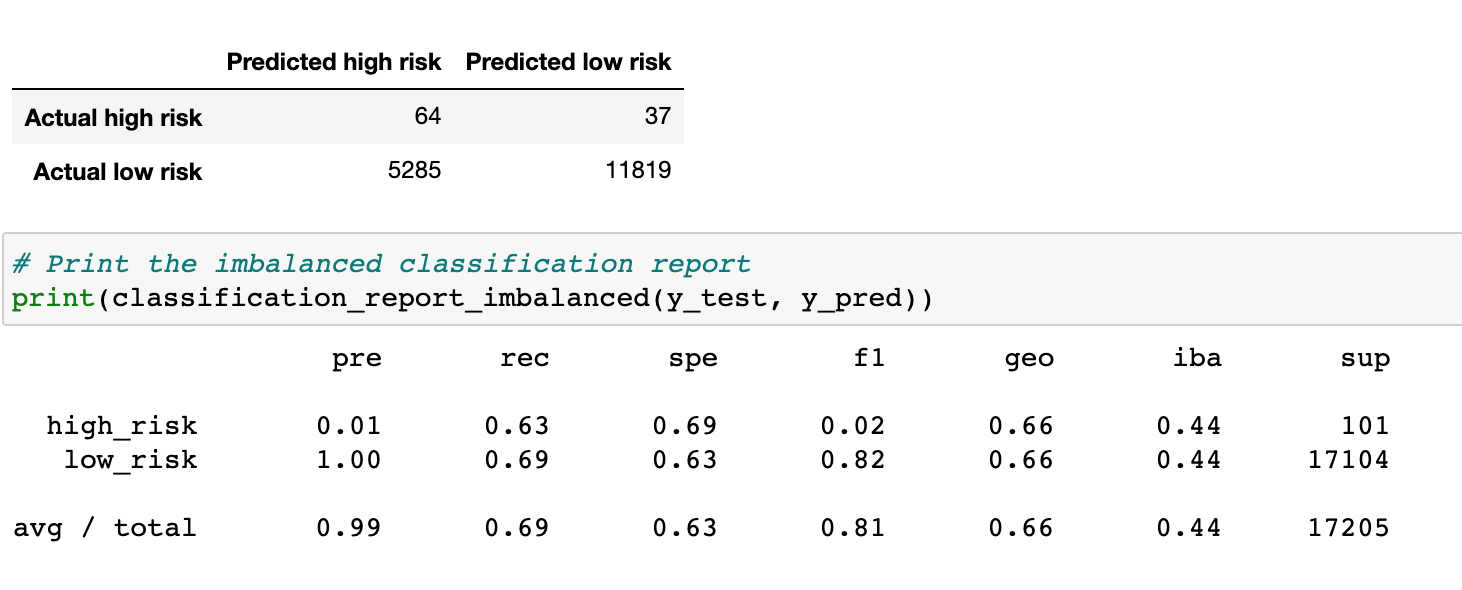 Predicted high risk Predicted low risk
Actual high risk 64 37
Actual low risk 5285 11819
# Print the imbalanced classification report
print(classification_report_imbalanced(y_test, y_pred))
pre rec spe f1 geo iba sup
high_risk 0.01 0.63 0.69 0.02 0.66 0.44 101
low_risk 1.00 0.69 0.63 0.82 0.66 0.44 17104
avg / total 0.99 0.69 0.63 0.81 0.66 0.44 17205